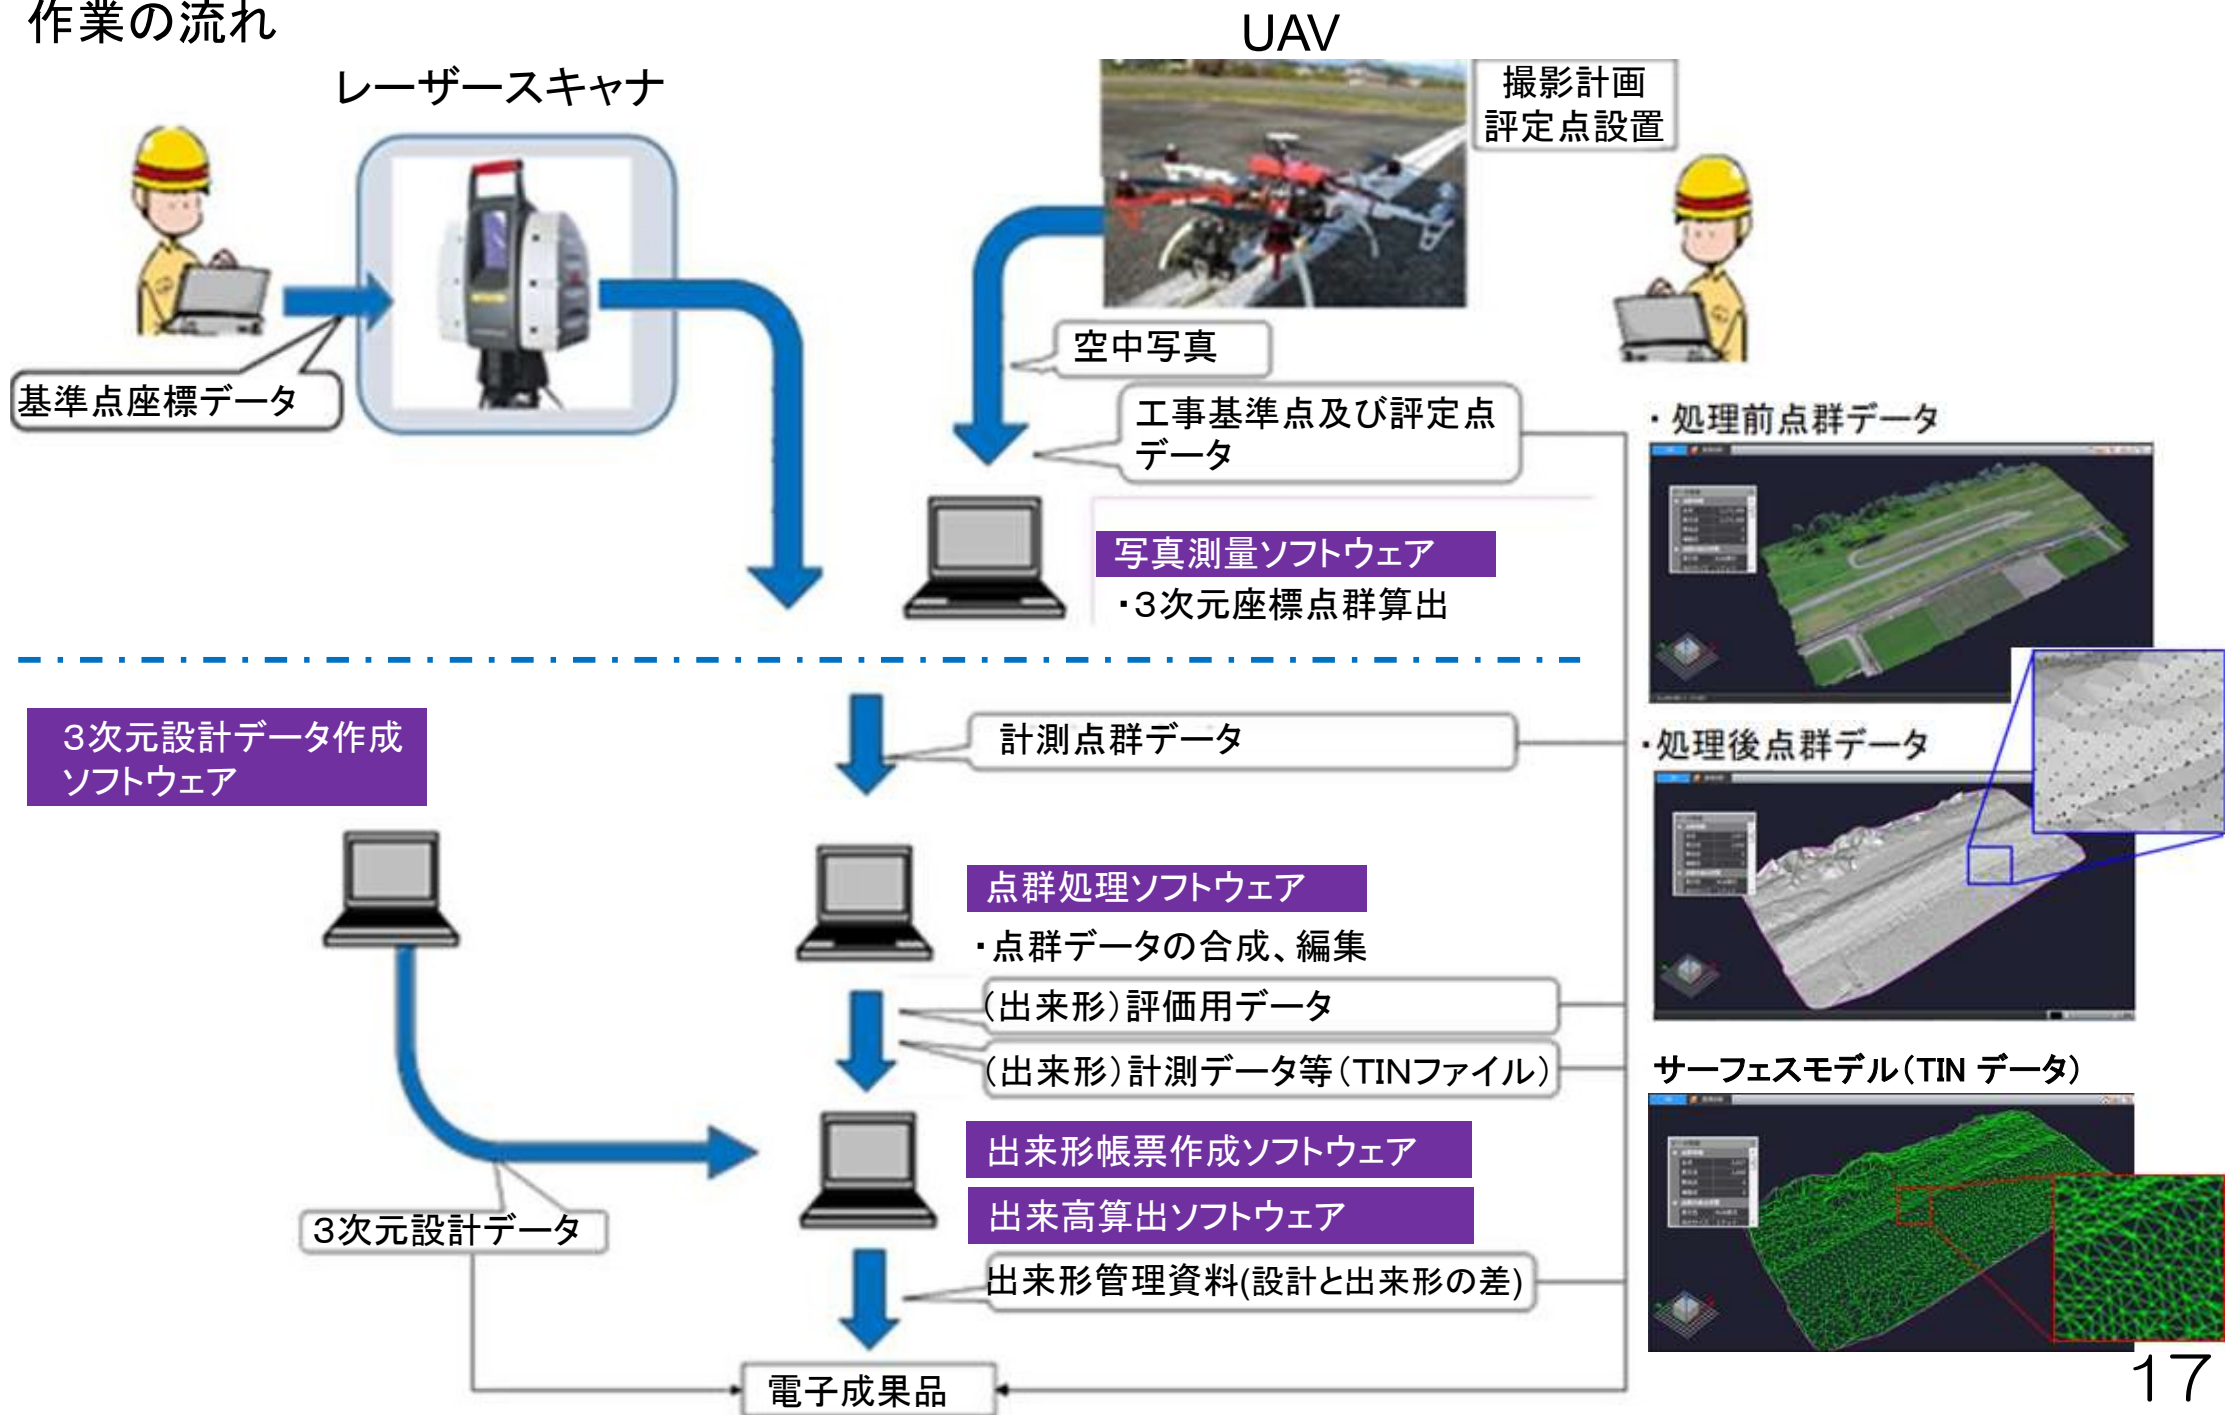 作業の流れ
UAV
レーザースキャナ
撮影計画
評定点設置
基準点座標データ
空中写真
工事基準点及び評定点
データ
写真測量ソフトウェア
・3次元座標点群算出
・処理前点群データ
3次元設計データ作成
ソフトウェア
計測点群データ
・処理後点群データ
点群処理ソフトウェア
・点群データの合成、編集
(出来形)評価用データ
(出来形)計測データ等(TINファイル)
サーフェスモデル(TIN データ)
出来形帳票作成ソフトウェア
出来高算出ソフトウェア
3次元設計データ
出来形管理資料(設計と出来形の差)
電子成果品
17